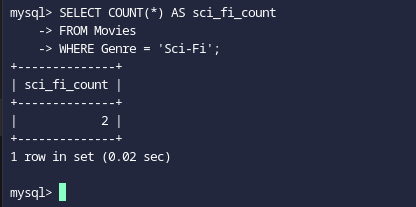 mysql> SELECT COUNT(*) AS sci_fi_count
    -> FROM Movies
    -> WHERE Genre = 'Sci-Fi';
+--------------+
| sci_fi_count |
+--------------+
|            2 |
+--------------+
1 row in set (0.02 sec)

mysql>